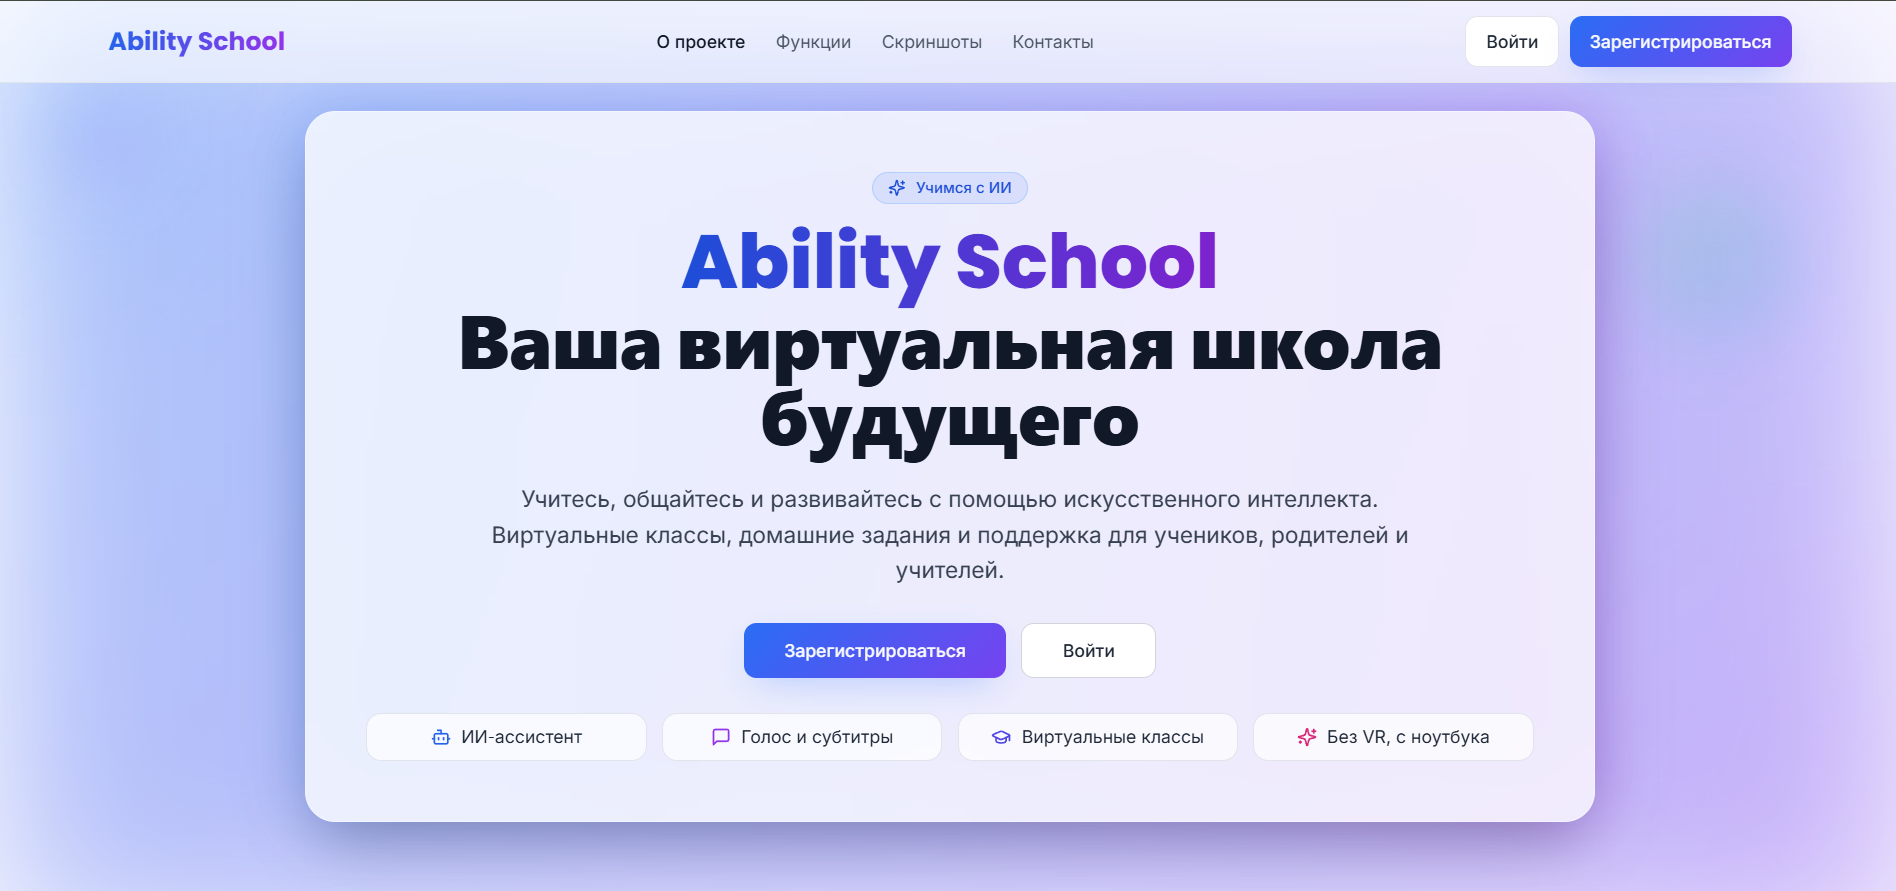 Ability School
О проекте
Функции
Скриншоты
Контакты
Войти
Зарегистрироваться
Учимся с ИИ
Ability School
Ваша виртуальная школа
будущего
Учитесь, общайтесь и развивайтесь с помощью искусственного интеллекта.
Виртуальные классы, домашние задания и поддержка для учеников, родителей и
учителей.
Зарегистрироваться
Войти
ИИ-ассистент
Голос и субтитры
Виртуальные классы
Без VR, с ноутбука